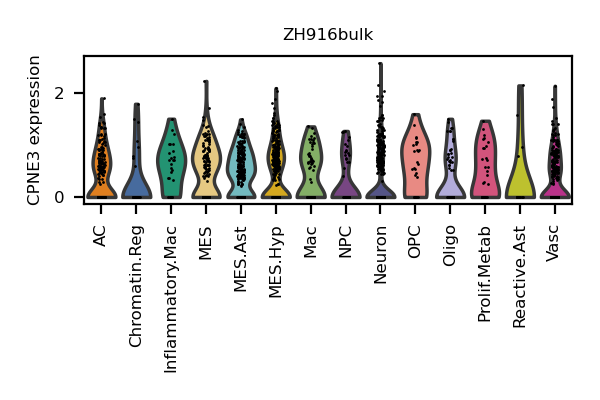 ZH916bulk
CPNE3 expression
2
0
AC
Chromatin.Reg
Inflammatory.Mac
MES
MES.Ast
MES.Hyp
Mac
NPC
Neuron
OPC
Oligo
Prolif.Metab
Reactive.Ast
Vasc